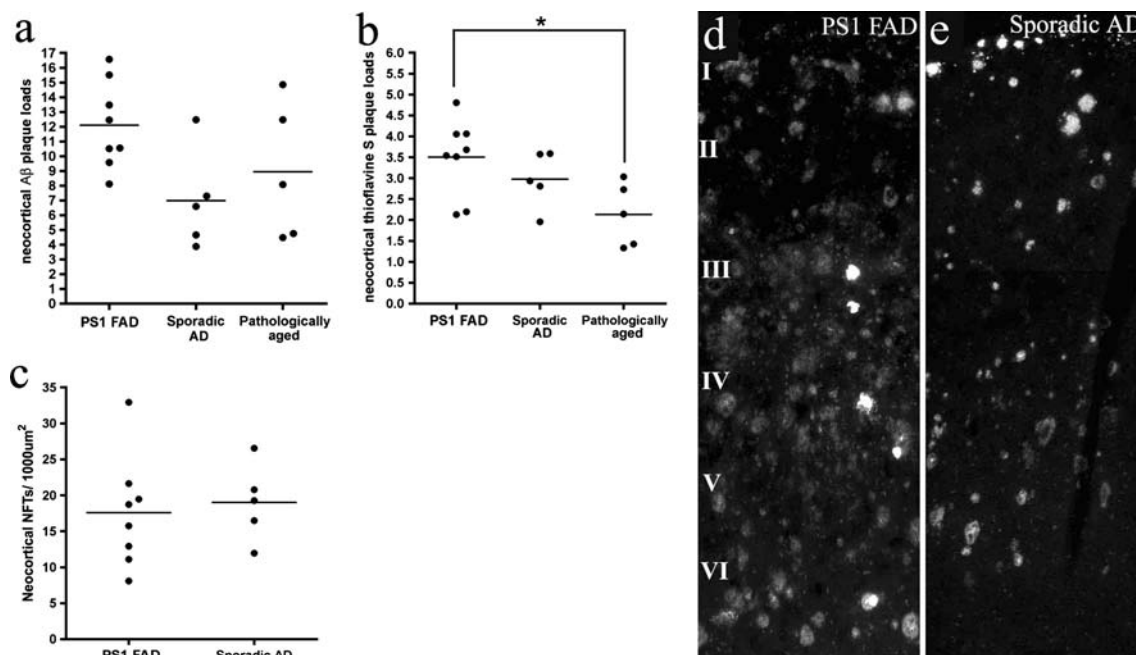 a
17
16
15
14
13
12
11
10
9
8
7
6
5
4
3
2
1
0
neocortical Aβ plaque loads
PS1 FAD
Sporadic
AD
Pathologically
aged
b
*
6.0
5.5
5.0
4.5
4.0
3.5
3.0
2.5
2.0
1.5
1.0
0.5
0.0
neocortical thioflavine S plaque loads
PS1 FAD
Sporadic
AD
Pathologically
aged
c
35
30
25
20
15
10
5
0
Neocortical NFTs/ 1000um²
PS1 FAD
Sporadic AD
d
PS1 FAD
I
II
III
IV
V
VI
e
Sporadic AD